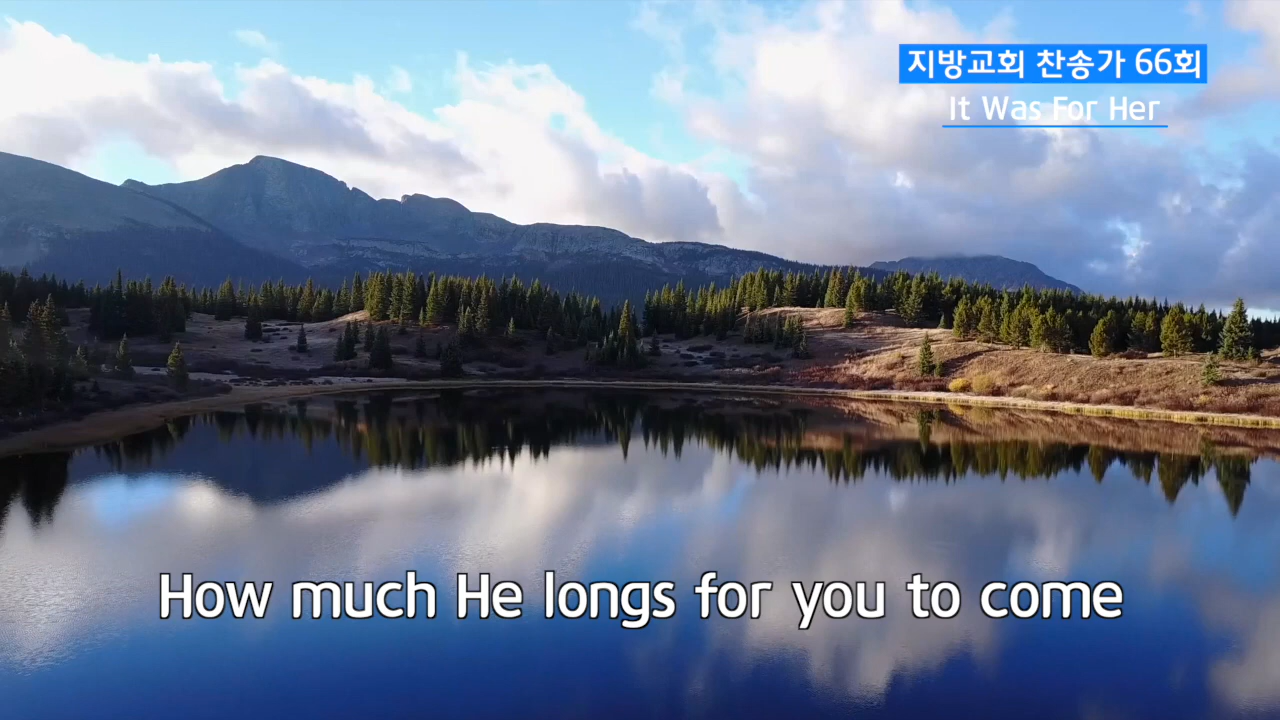 지방교회 찬송가 66회
It Was For Her
How much He longs for you to come